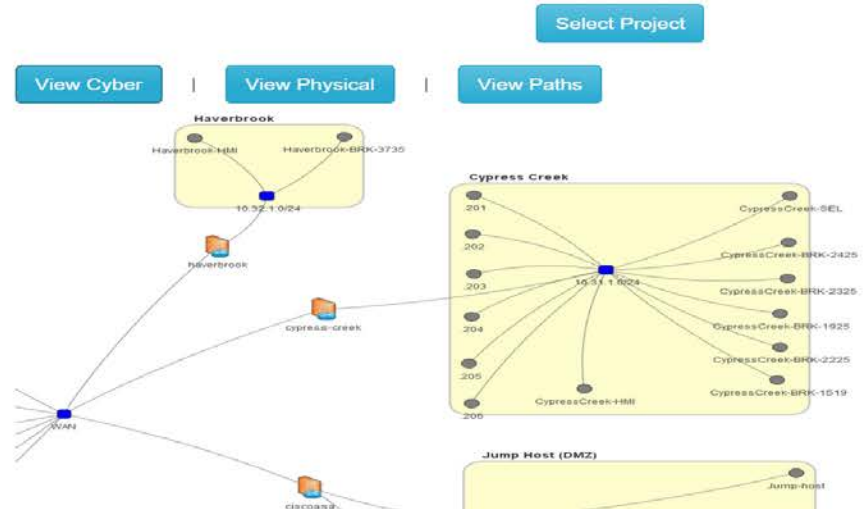 Select Project
View Cyber | View Physical | View Paths
Haverbrook
Haverbrook-HMI
Haverbrook-BRK-3735
10.32.1.0/24
haverbrook
Cypress Creek
.201
CypressCreek-SEL
.202
CypressCreek-BRK-2425
10.31.1.0/24
.203
CypressCreek-BRK-2325
cypress-creek
.204
CypressCreek-BRK-1925
CypressCreek-BRK-2225
.205
CypressCreek-BRK-1519
CypressCreek-HMI
.206
WAN
Jump Host (DMZ)
Jump-host
ciscoasa